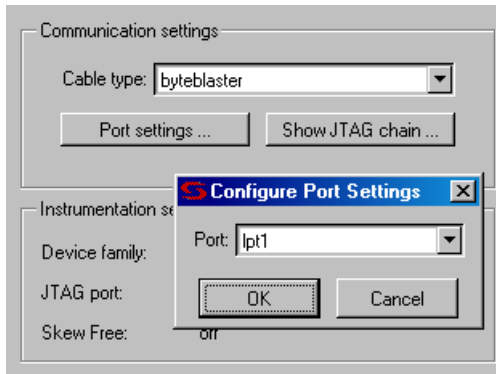 Communication settings
Cable type: byteblaster
Port settings ... Show JTAG chain ...
Configure Port Settings
Instrumentation se
Port: lpt1
Device family:
JTAG port:
OK Cancel
Skew Free: off